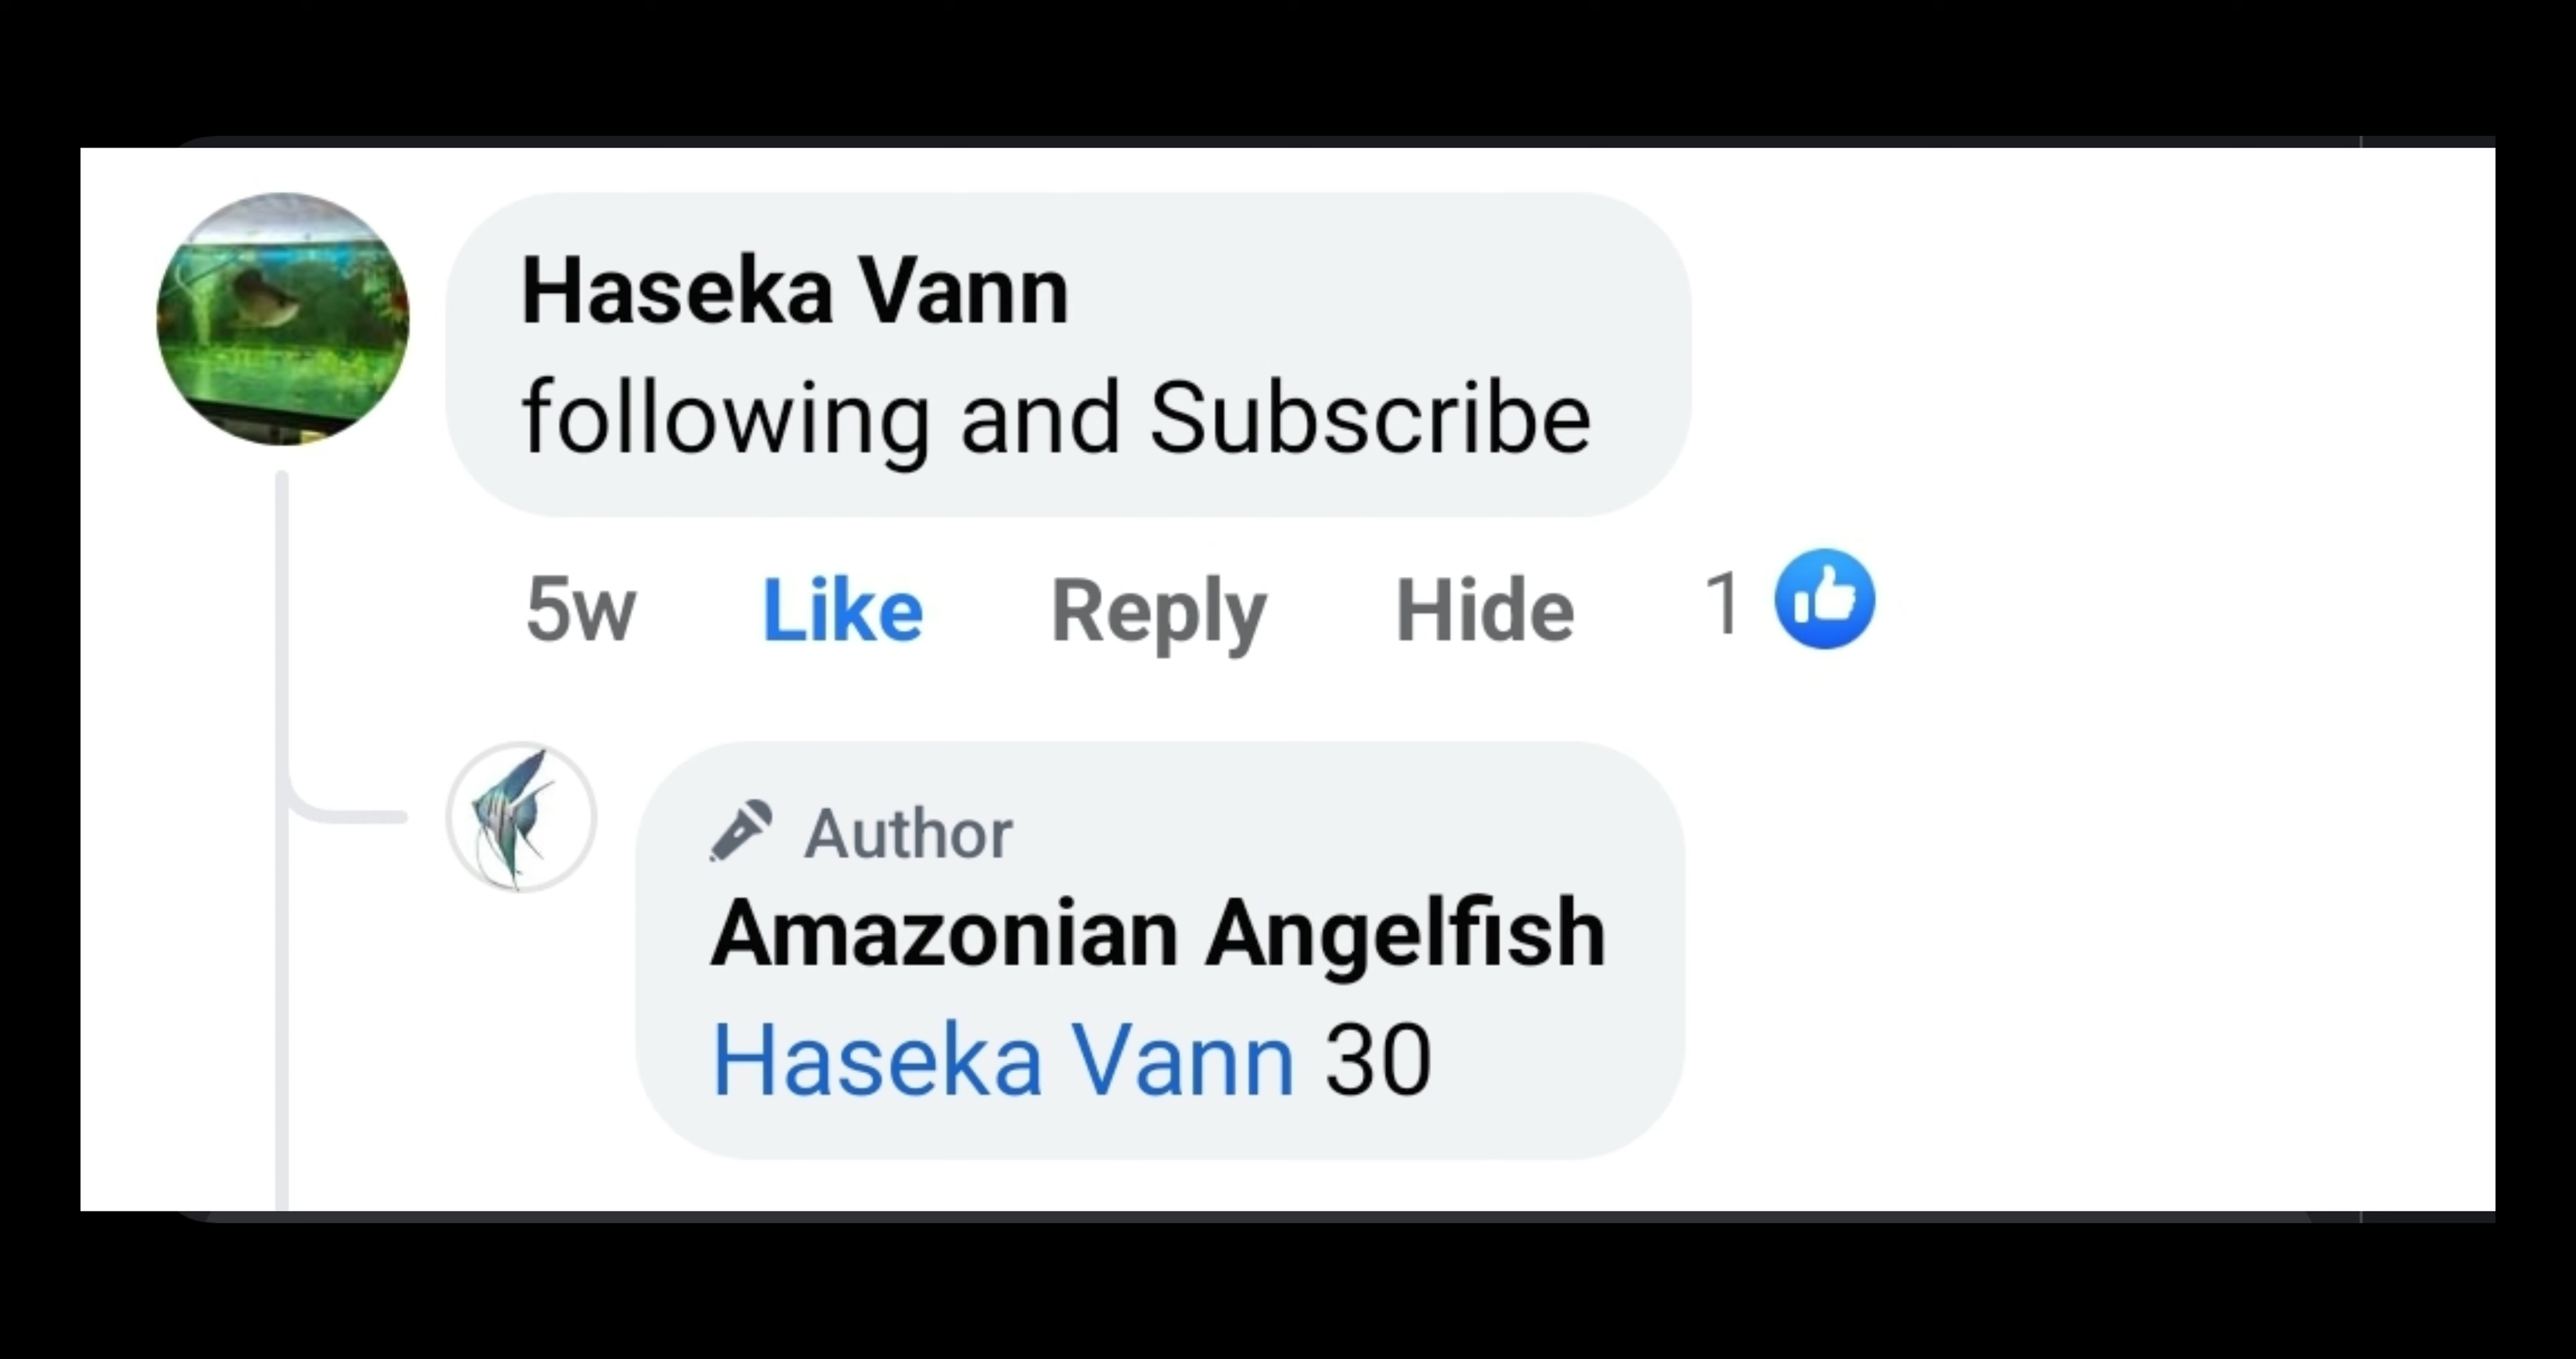 Haseka Vann
following and Subscribe
5w Like Reply Hide 1
Author
Amazonian Angelfish
Haseka Vann 30